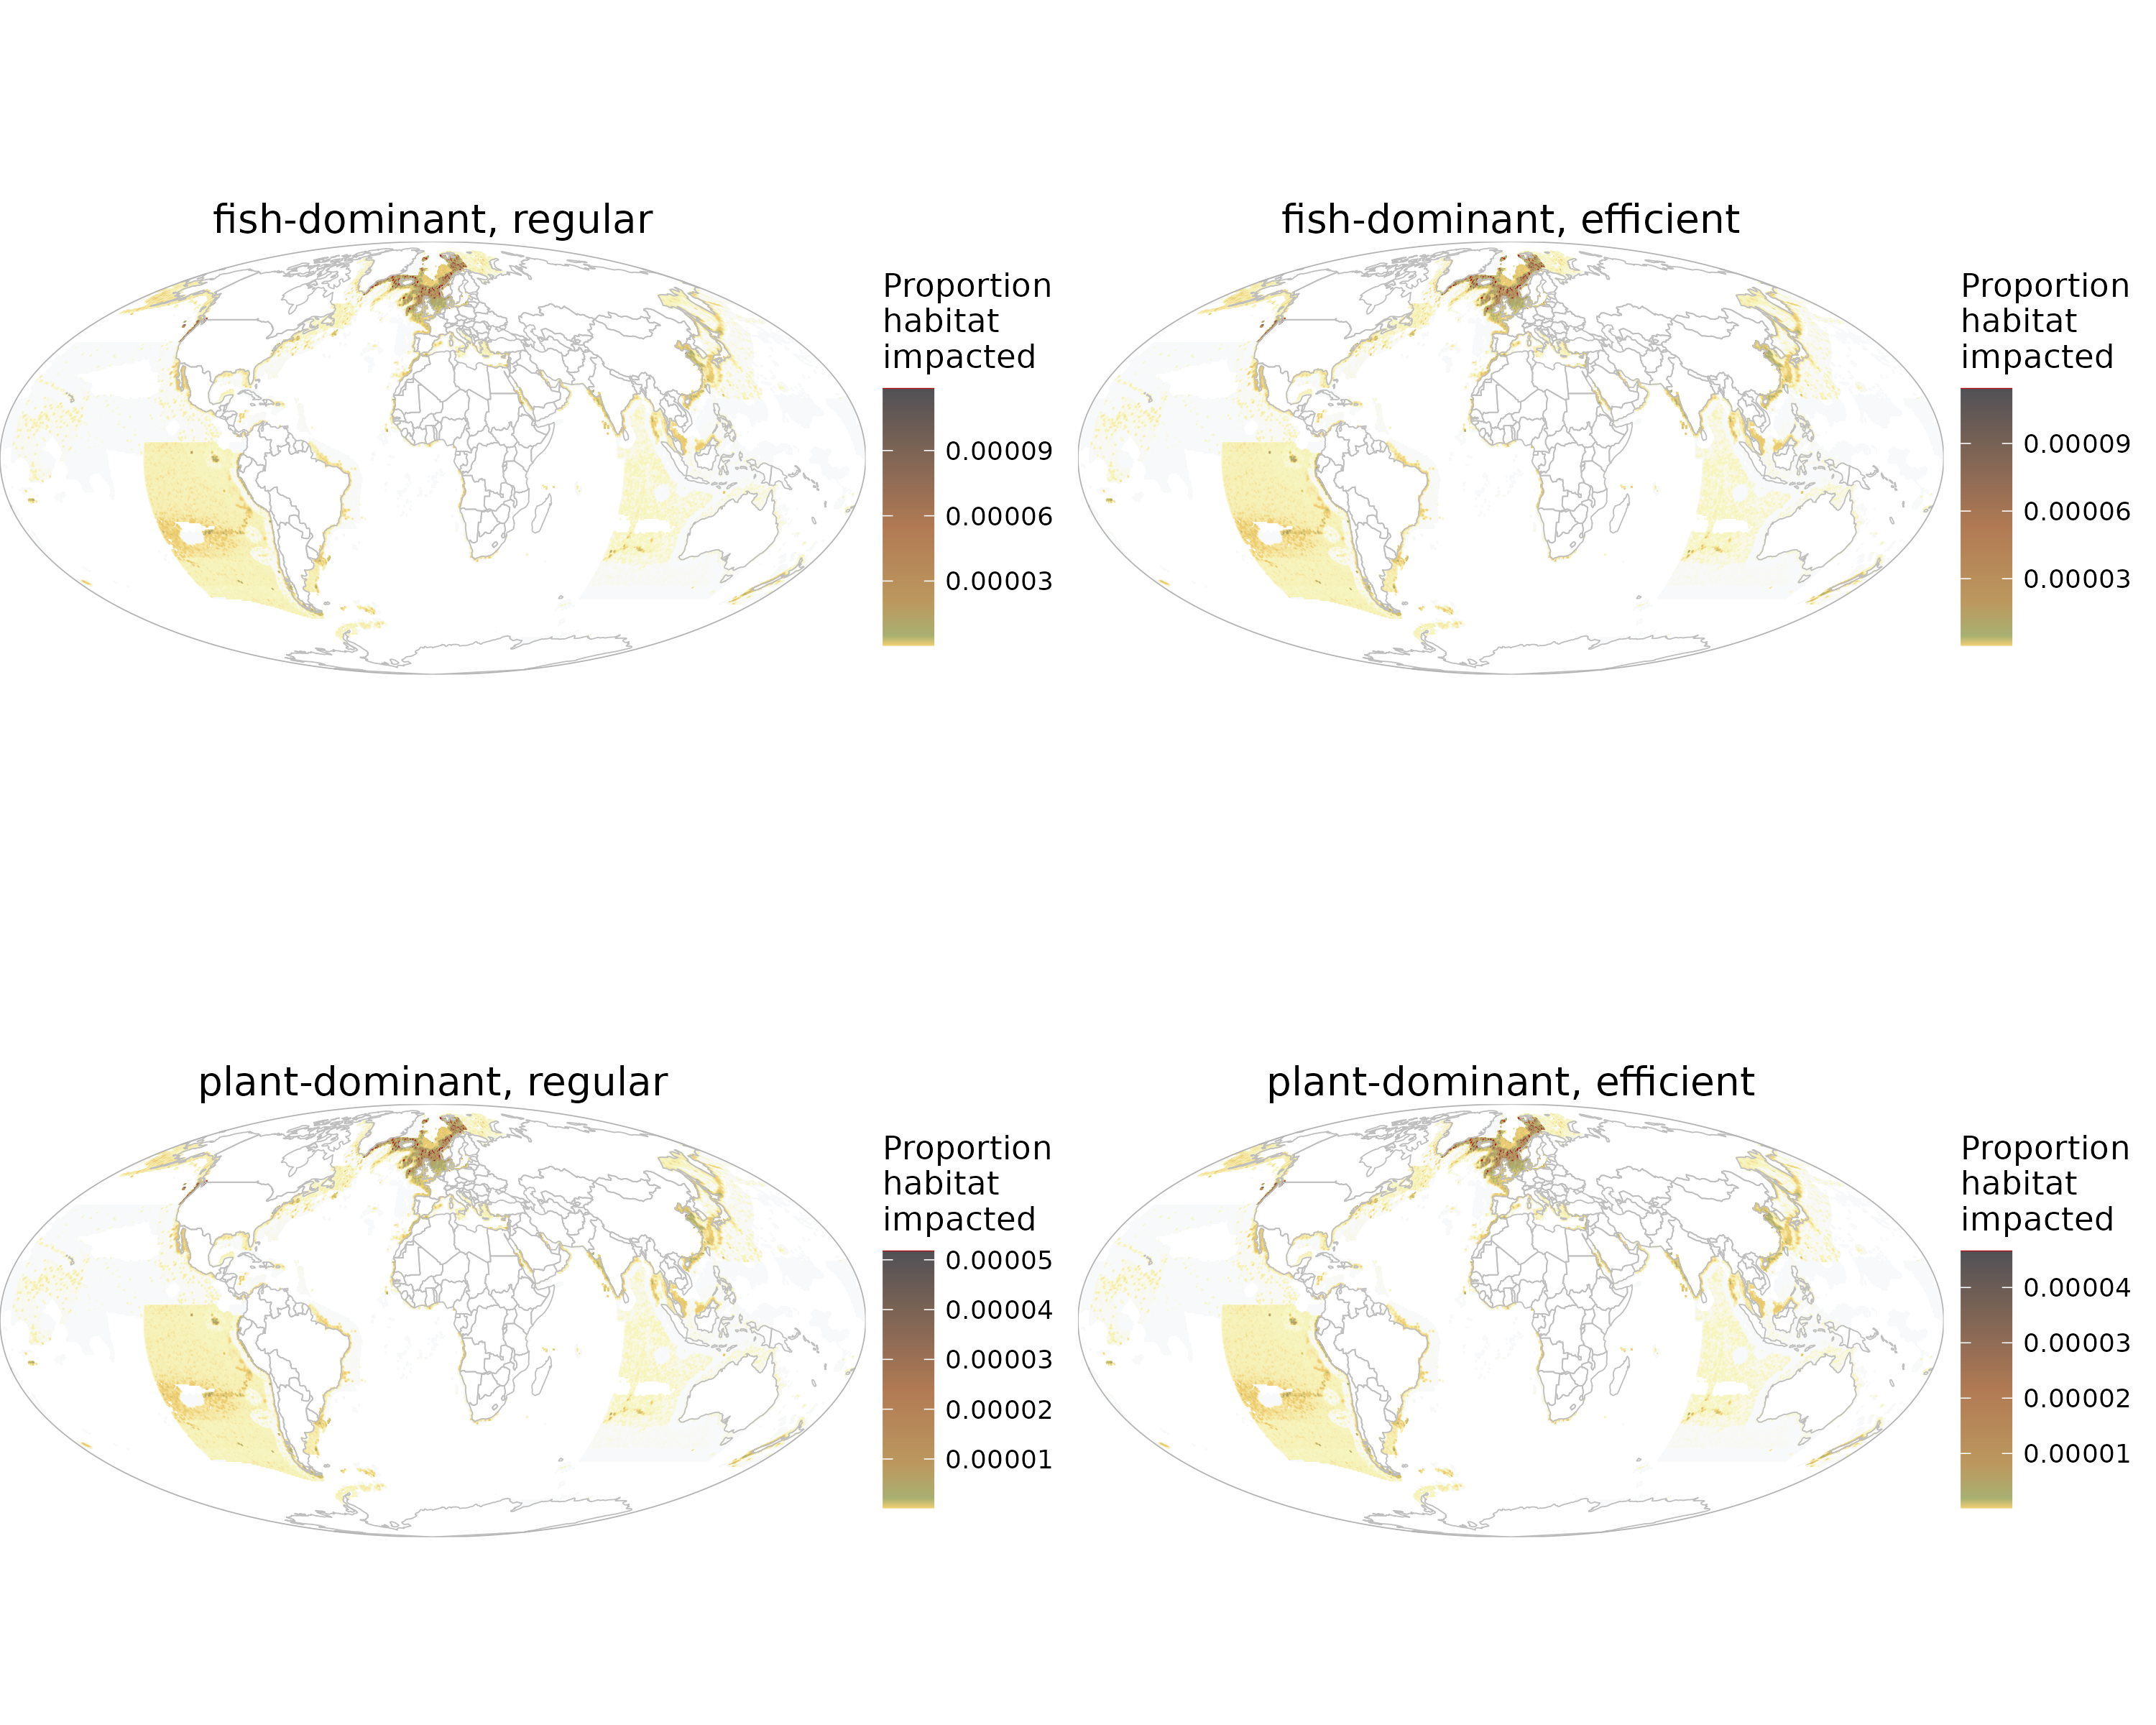 fish-dominant, regular
Proportion
habitat
impacted
0.00009
0.00006
0.00003
fish-dominant, efficient
Proportion
habitat
impacted
0.00009
0.00006
0.00003
plant-dominant, regular
Proportion
habitat
impacted
0.00005
0.00004
0.00003
0.00002
0.00001
plant-dominant, efficient
Proportion
habitat
impacted
0.00004
0.00003
0.00002
0.00001